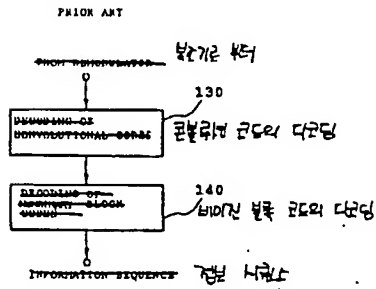 PRIOR ART
FROM DEMODULATOR 복조기로 부터
130
DECODING OF
CONVOLUTIONAL CODES 콘볼루션 코드의 디코딩
140
DECODING OF
BLOCK
CODES 비이진 블록 코드의 디코딩
INFORMATION SEQUENCE 정보 시퀀스